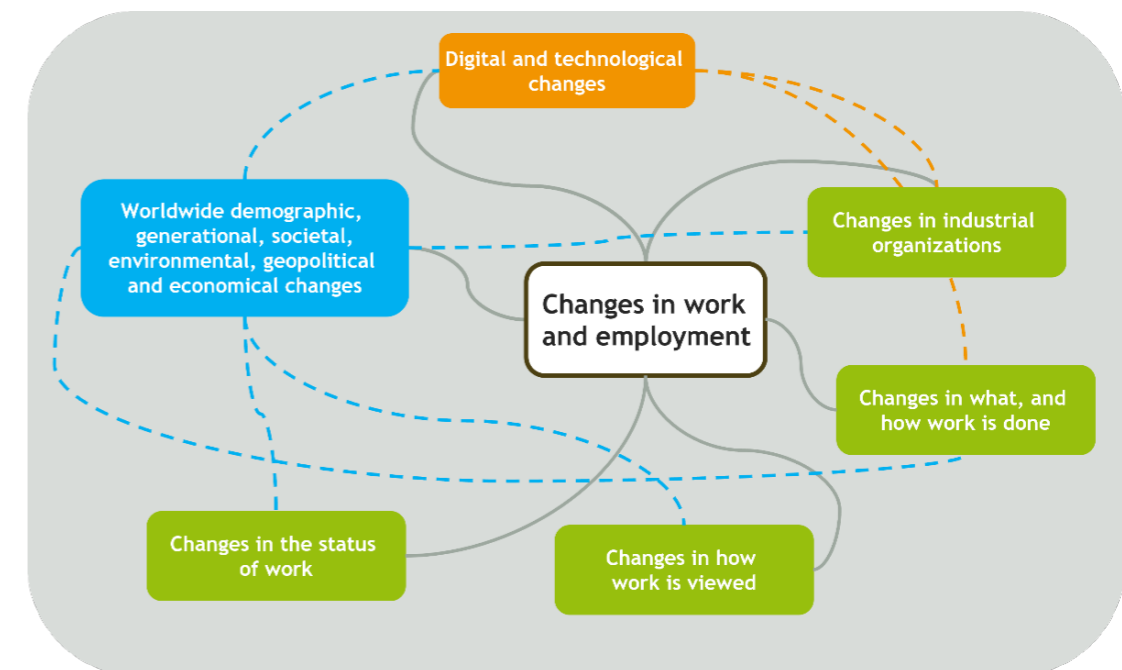 Digital and technological
changes
Worldwide demographic,
generational, societal,
environmental, geopolitical
and economical changes
Changes in industrial
organizations
Changes in work
and employment
Changes in what, and
how work is done
Changes in the status
of work
Changes in how
work is viewed